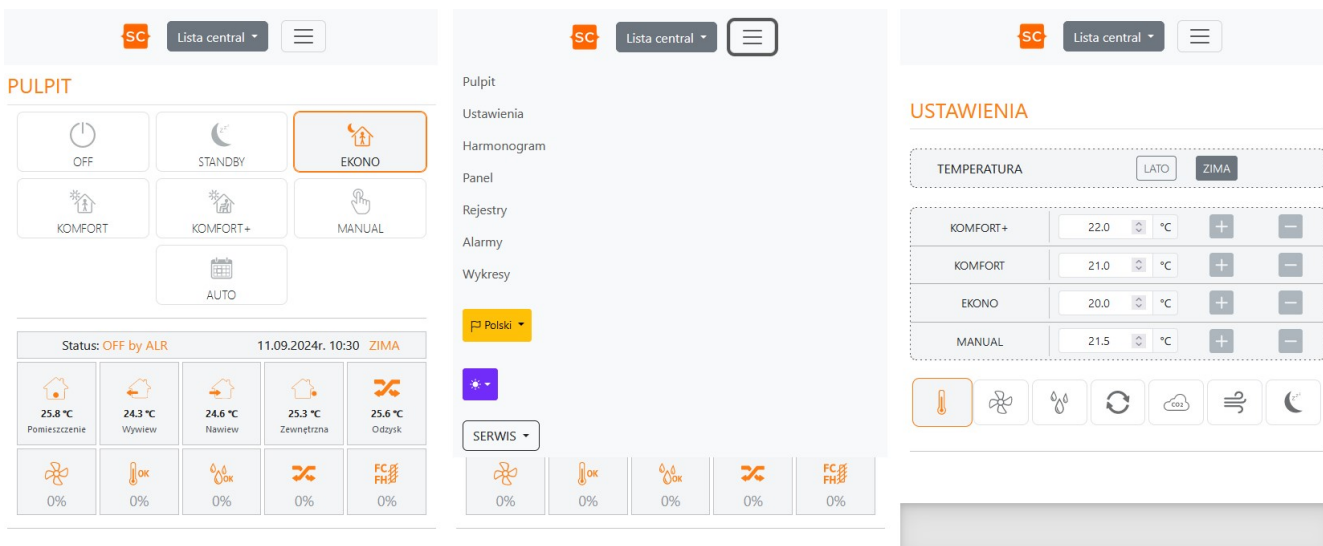 SC Lista central
PULPIT
OFF STANDBY EKONO
KOMFORT KOMFORT+ MANUAL
AUTO
Status: OFF by ALR 11.09.2024r. 10:30 ZIMA
25.8 °C 24.3 °C 24.6 °C 25.3 °C 25.6 °C
Pomieszczenie Wywiew Nawiew Zewnętrzna Odzysk
OK OK FC FH
0% 0% 0% 0% 0%
SC Lista central
Pulpit
Ustawienia
Harmonogram
Panel
Rejestry
Alarmy
Wykresy
Polski
SERWIS
OK OK FC FH
0% 0% 0% 0% 0%
SC Lista central
USTAWIENIA
TEMPERATURA LATO ZIMA
KOMFORT+ 22.0 °C + −
KOMFORT 21.0 °C + −
EKONO 20.0 °C + −
MANUAL 21.5 °C + −
CO2